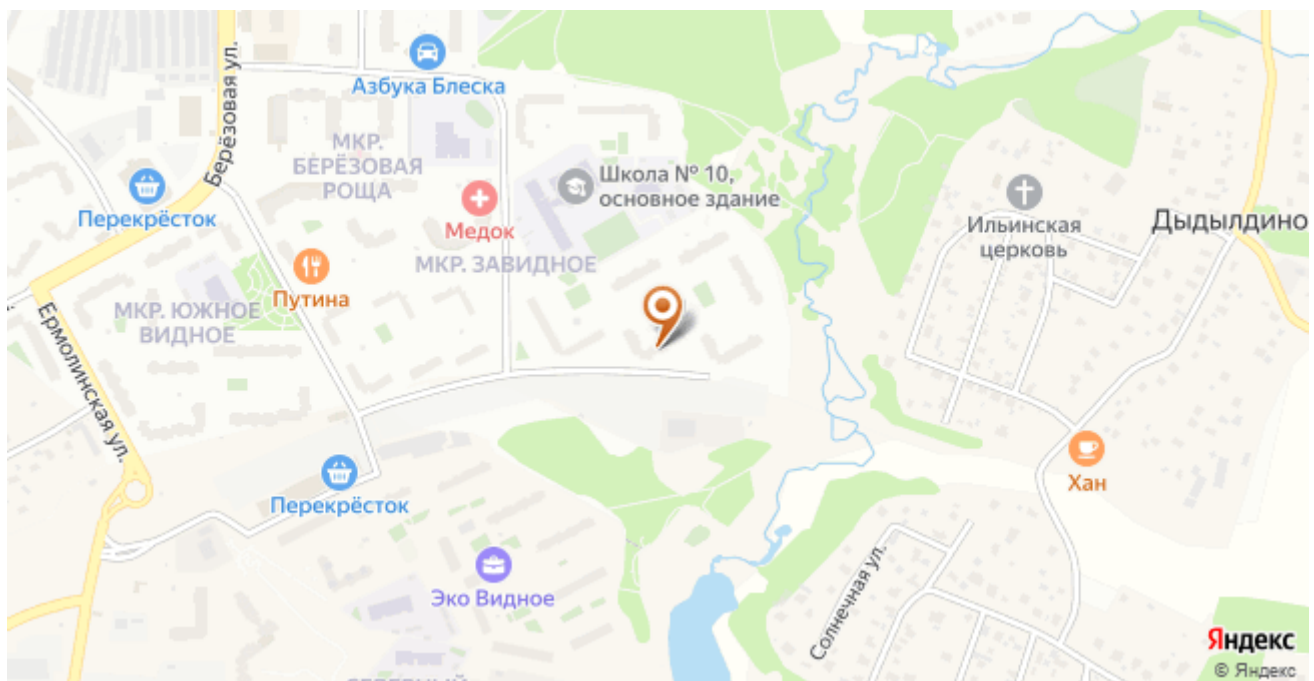 Берёзовая ул.
Азбука Блеска
МКР.
БЕРЁЗОВАЯ
РОЩА
Перекрёсток
Школа № 10,
основное здание
Медок
МКР. ЗАВИДНОЕ
Ильинская
церковь
Дыдылдино
Путина
МКР. ЮЖНОЕ
ВИДНОЕ
Ермолинская ул.
Перекрёсток
Хан
Эко Видное
Солнечная ул.
Яндекс
© Яндекс